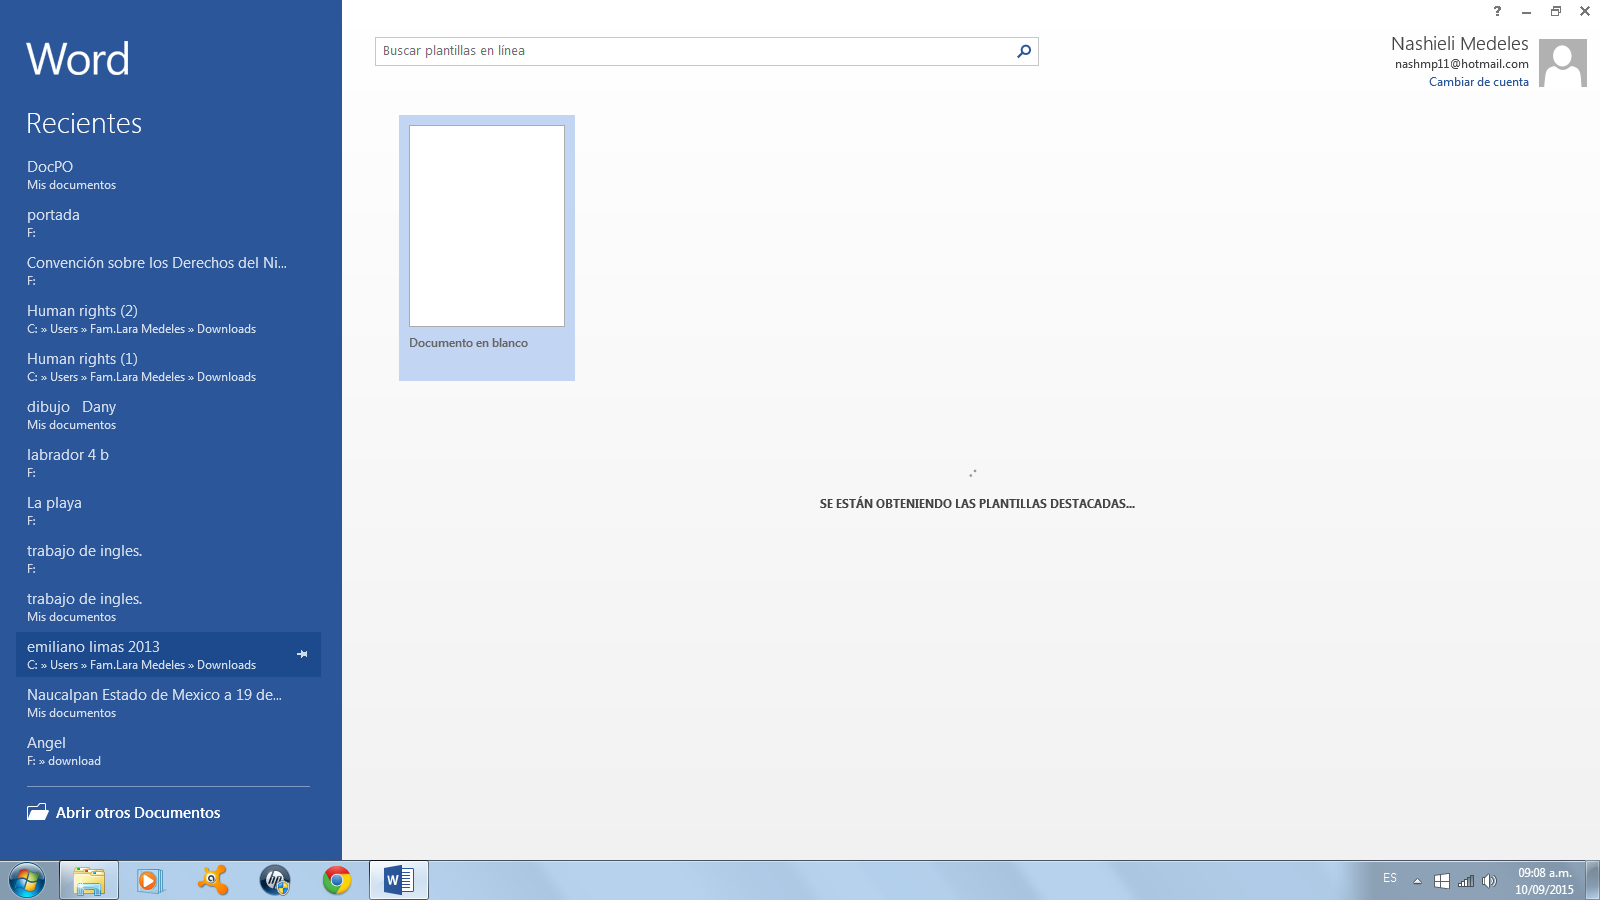 Word
Recientes
DocPO
Mis documentos
portada
F:
Convención sobre los Derechos del Ni...
F:
Human rights (2)
C: » Users » Fam.Lara Medeles » Downloads
Human rights (1)
C: » Users » Fam.Lara Medeles » Downloads
dibujo   Dany
Mis documentos
labrador 4 b
F:
La playa
F:
trabajo de ingles.
F:
trabajo de ingles.
Mis documentos
emiliano limas 2013
C: » Users » Fam.Lara Medeles » Downloads
Naucalpan Estado de Mexico a 19 de...
Mis documentos
Angel
F: » download
Abrir otros Documentos
Buscar plantillas en línea
?
Nashieli Medeles
nashmp11@hotmail.com
Cambiar de cuenta
Documento en blanco
SE ESTÁN OBTENIENDO LAS PLANTILLAS DESTACADAS...
hp
W
ES
09:08 a.m.
10/09/2015